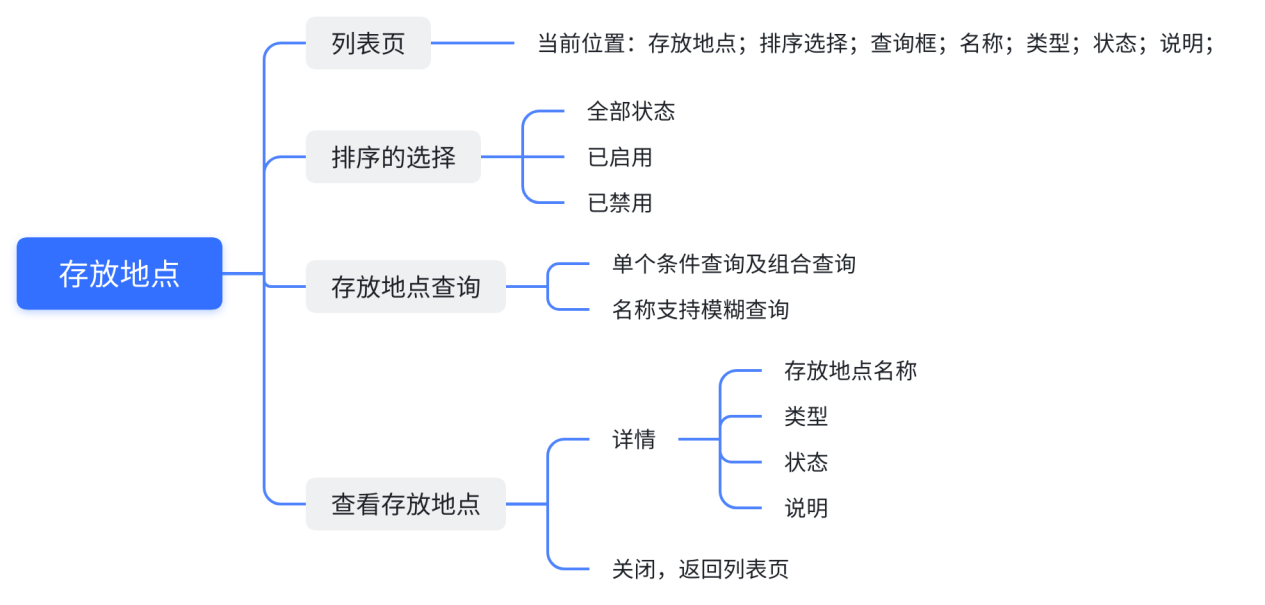 列表页
当前位置：存放地点；排序选择；查询框；名称；类型；状态；说明；
全部状态
排序的选择
已启用
已禁用
存放地点
存放地点查询
单个条件查询及组合查询
名称支持模糊查询
存放地点名称
类型
详情
状态
说明
查看存放地点
关闭，返回列表页